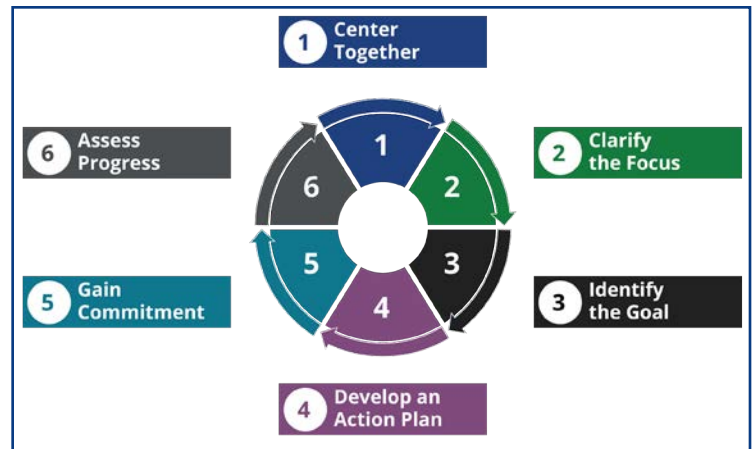 1 Center
Together
6 Assess
Progress
2 Clarify
the Focus
1
6
2
5
3
4
5 Gain
Commitment
3 Identify
the Goal
4 Develop an
Action Plan